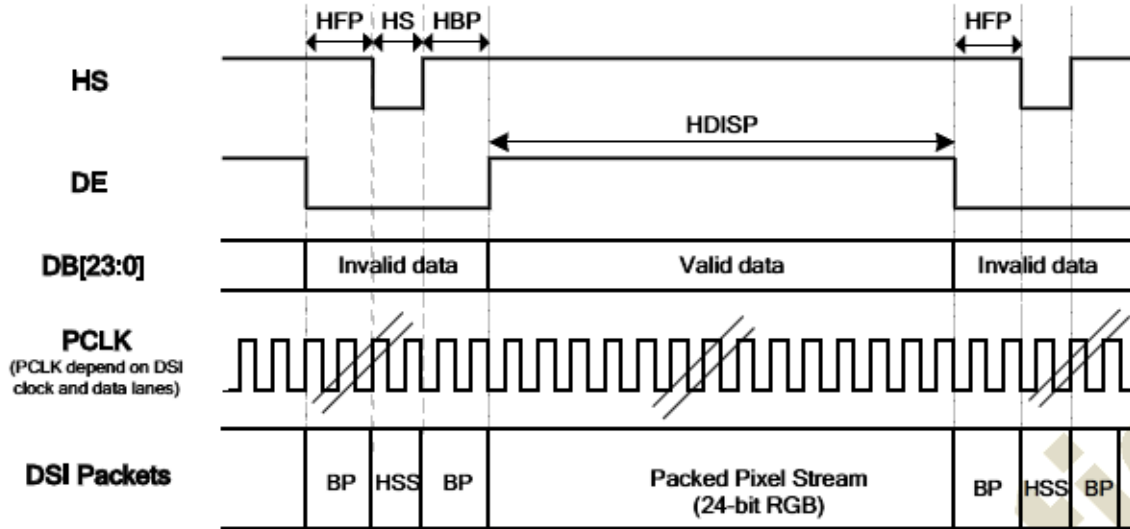 HFP HS HBP HFP
HS
HDISP
DE
DB[23:0] Invalid data Valid data Invalid data
PCLK
(PCLK depend on DSI
clock and data lanes)
DSI Packets BP HSS BP Packed Pixel Stream BP HSS BP
(24-bit RGB)